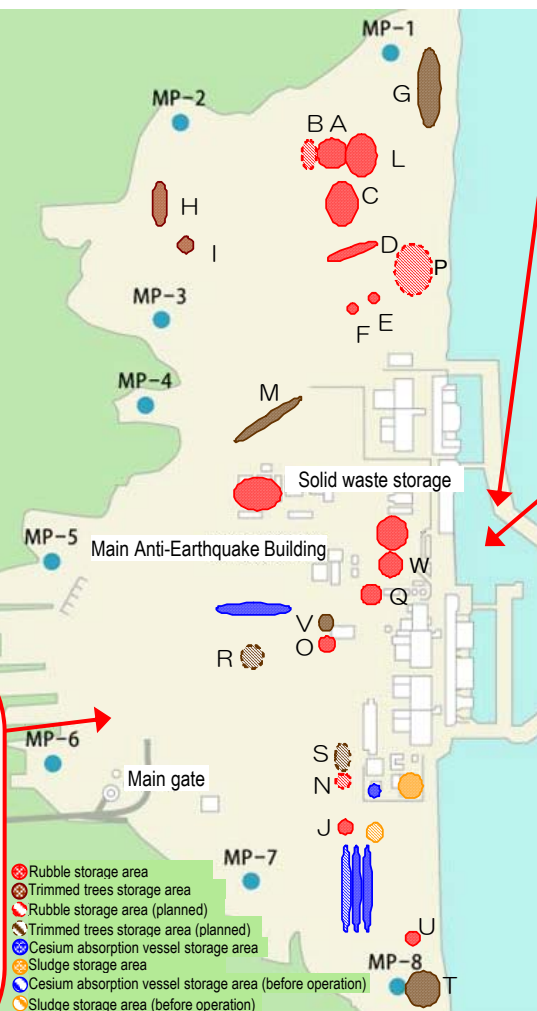 MP-1
G
MP-2
B A
L
H
C
I
D
P
E
F
MP-3
MP-4
M
Solid waste storage
MP-5
Main Anti-Earthquake Building
W
Q
V
O
R
MP-6
S
Main gate
N
J
MP-7
U
MP-8
T
Rubble storage area
Trimmed trees storage area
Rubble storage area (planned)
Trimmed trees storage area (planned)
Cesium absorption vessel storage area
Sludge storage area
Cesium absorption vessel storage area (before operation)
Sludge storage area (before operation)